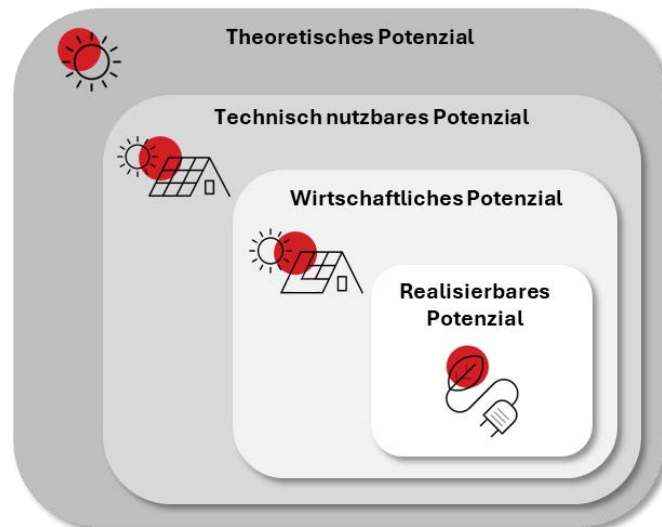 Theoretisches Potenzial
Technisch nutzbares Potenzial
Wirtschaftliches Potenzial
Realisierbares
Potenzial